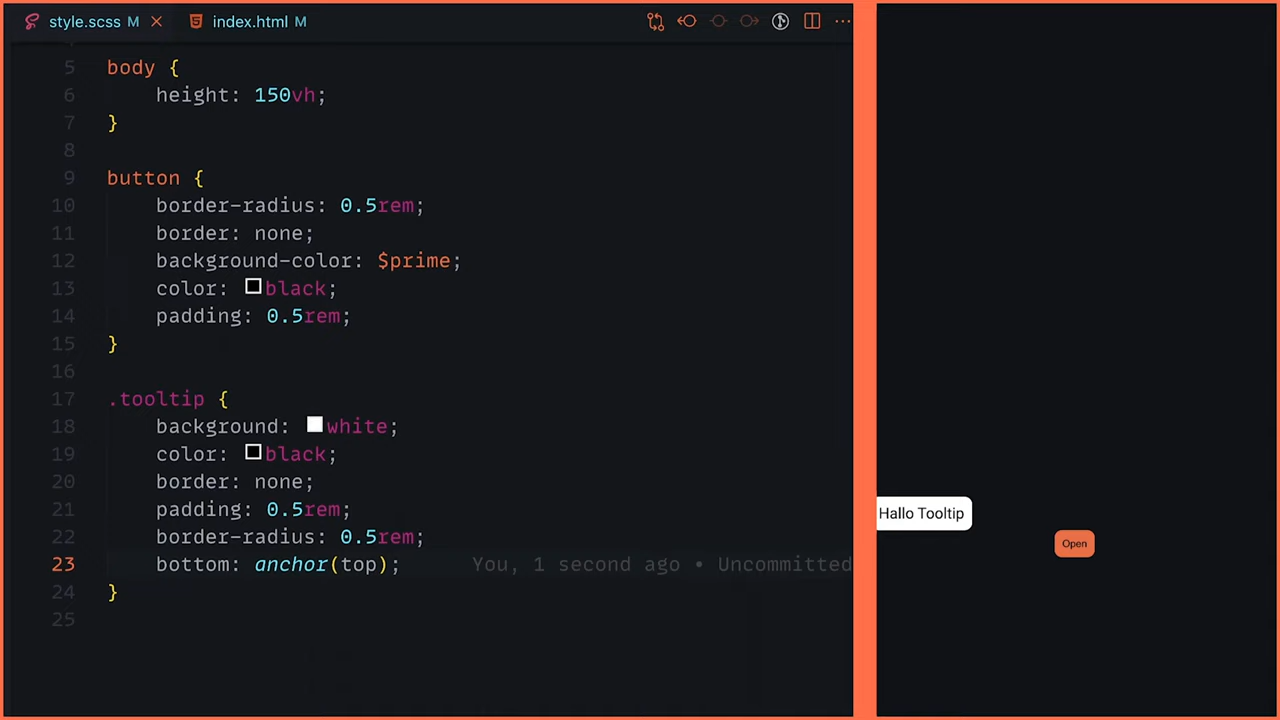 style.scss M
index.html M
5 body {
6 height: 150vh;
7 }
8
9 button {
10 border-radius: 0.5rem;
11 border: none;
12 background-color: $prime;
13 color: black;
14 padding: 0.5rem;
15 }
16
17 .tooltip {
18 background: white;
19 color: black;
20 border: none;
21 padding: 0.5rem;
22 border-radius: 0.5rem;
23 bottom: anchor(top); You, 1 second ago • Uncommitted
24 }
25
Hallo Tooltip
Open